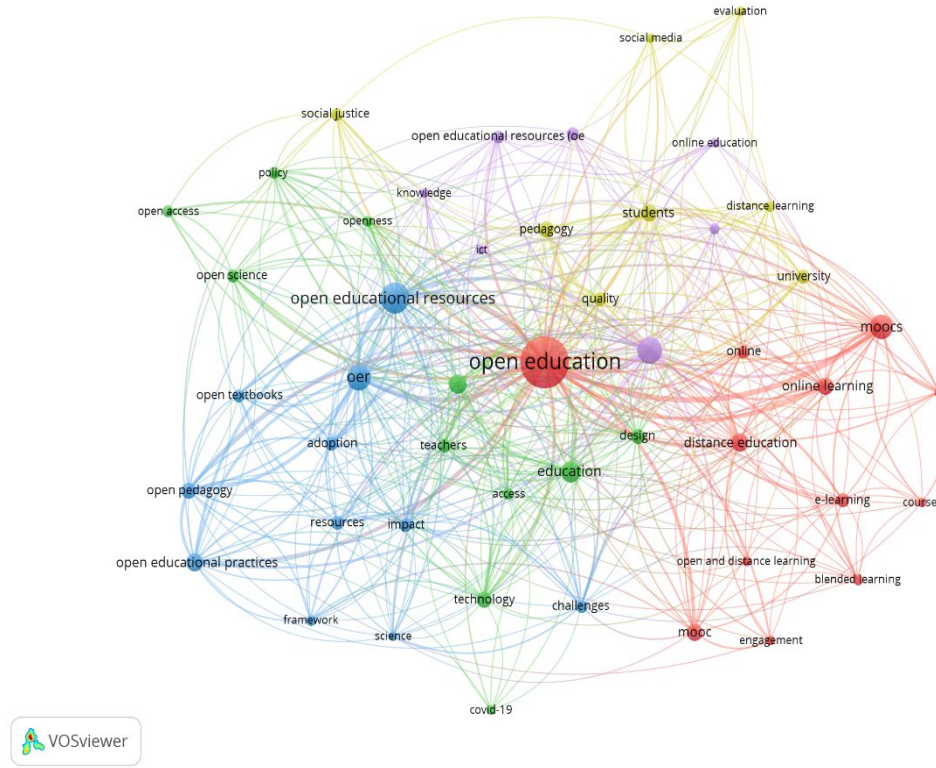 evaluation
social media
social justice
open educational resources (oe
online education
policy
knowledge
open access
openness
students
distance learning
pedagogy
ict
open science
university
open educational resources
quality
moocs
online
open education
oer
online learning
open textbooks
design
adoption
teachers
distance education
education
open pedagogy
access
e-learning
course
resources
impact
open educational practices
open and distance learning
blended learning
technology
challenges
framework
science
mooc
engagement
covid-19
VOSviewer